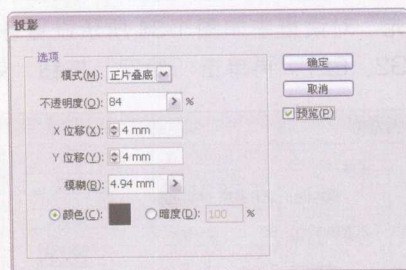 投影
选项
模式(M): 正片叠底
不透明度(O): 84 %
X 位移(X): 4 mm
Y 位移(Y): 4 mm
模糊(B): 4.94 mm
颜色(C): 暗度(D): 100 %
确定
取消
预览(P)